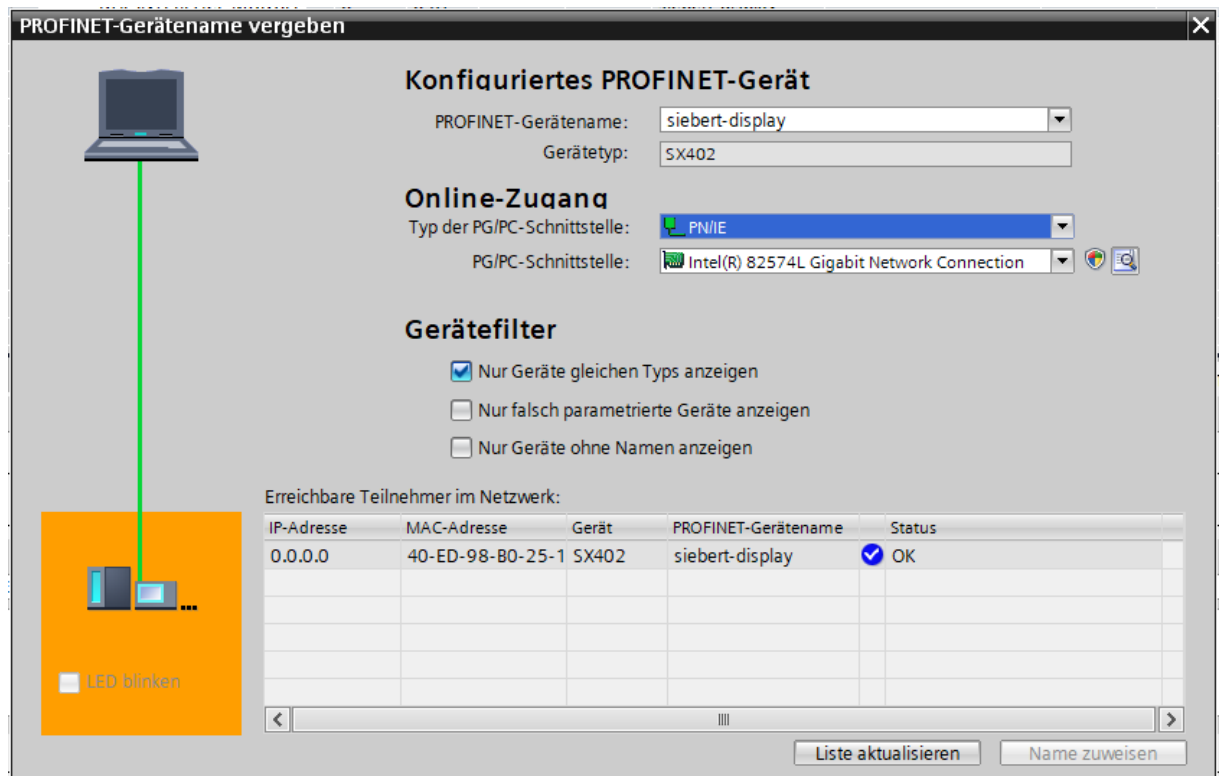 PROFINET-Gerätename vergeben
Konfiguriertes PROFINET-Gerät
PROFINET-Gerätename: siebert-display
Gerätetyp: SX402
Online-Zugang
Typ der PG/PC-Schnittstelle: PN/IE
PG/PC-Schnittstelle: Intel(R) 82574L Gigabit Network Connection
Gerätefilter
Nur Geräte gleichen Typs anzeigen
Nur falsch parametrierte Geräte anzeigen
Nur Geräte ohne Namen anzeigen
Erreichbare Teilnehmer im Netzwerk:
IP-Adresse MAC-Adresse Gerät PROFINET-Gerätename Status
0.0.0.0 40-ED-98-B0-25-1 SX402 siebert-display OK
LED blinken
Liste aktualisieren Name zuweisen